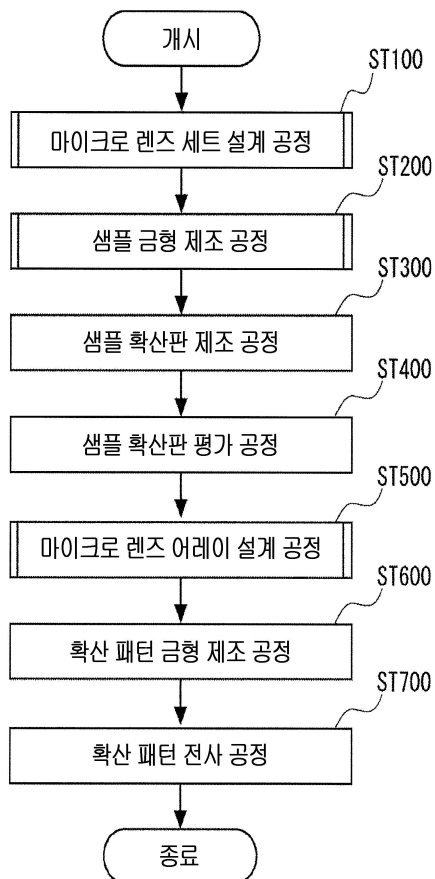 개시
ST100
마이크로 렌즈 세트 설계 공정
ST200
샘플 금형 제조 공정
ST300
샘플 확산판 제조 공정
ST400
샘플 확산판 평가 공정
ST500
마이크로 렌즈 어레이 설계 공정
ST600
확산 패턴 금형 제조 공정
ST700
확산 패턴 전사 공정
종료